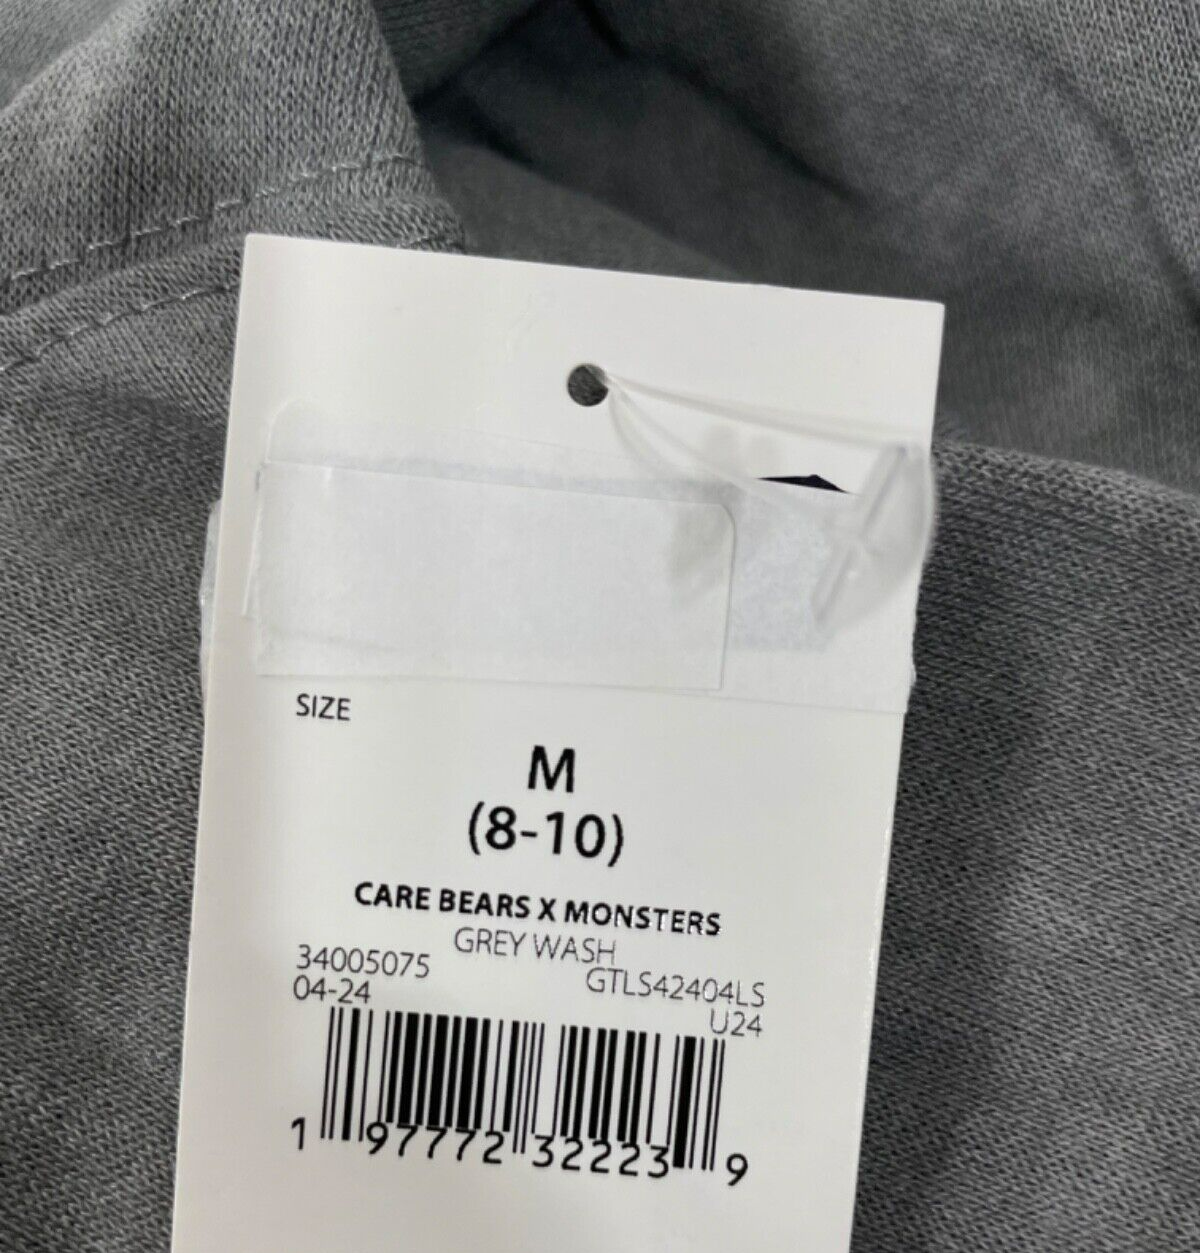 SIZE
M
(8-10)
CARE BEARS X MONSTERS
GREY WASH
34005075
GTLS42404LS
04-24
U24
1 97772 32223 9